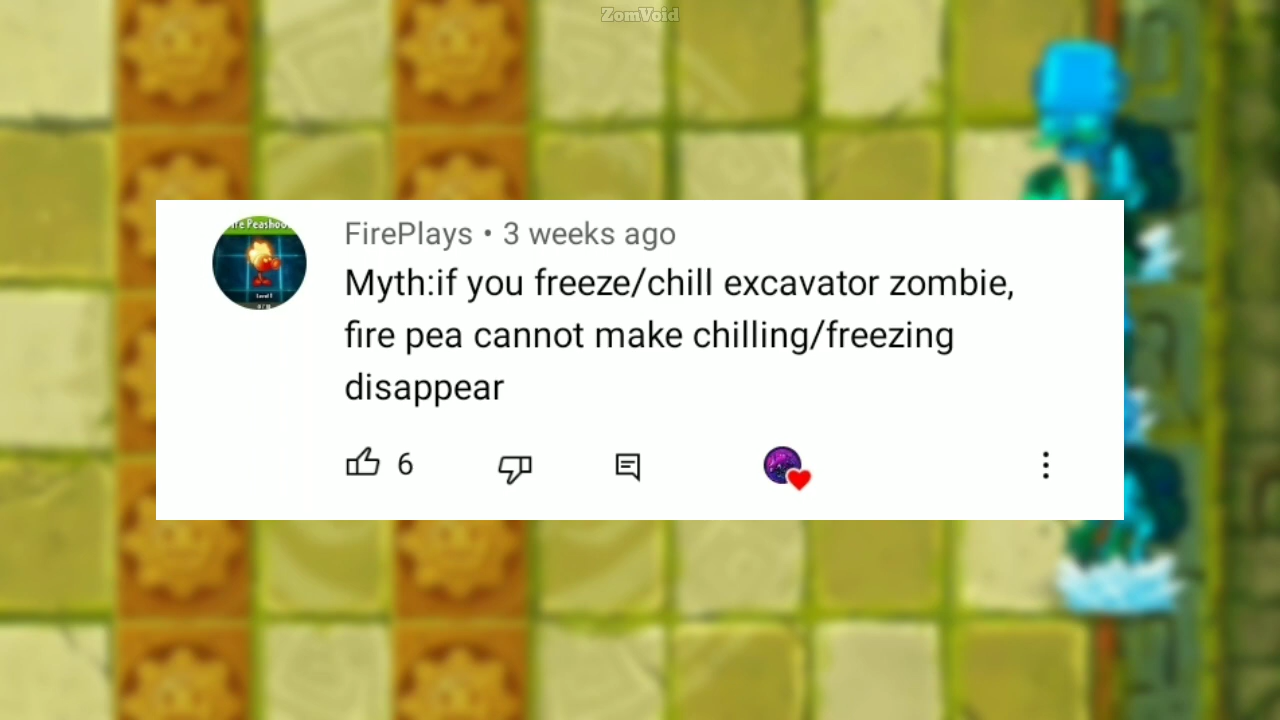 ZomVoid
FirePlays • 3 weeks ago
Myth:if you freeze/chill excavator zombie,
fire pea cannot make chilling/freezing
disappear
6